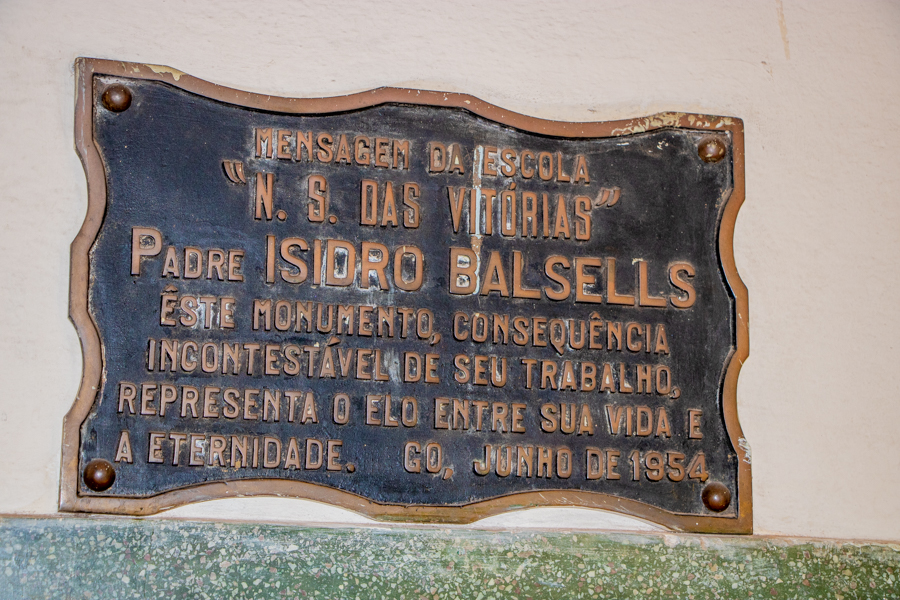 MENSAGEM DA ESCOLA
"N. S. DAS VITÓRIAS"
PADRE ISIDRO BALSELLS
ÊSTE MONUMENTO, CONSEQUÊNCIA
INCONTESTÁVEL DE SEU TRABALHO,
REPRESENTA O ELO ENTRE SUA VIDA E
A ETERNIDADE. GO, JUNHO DE 1954